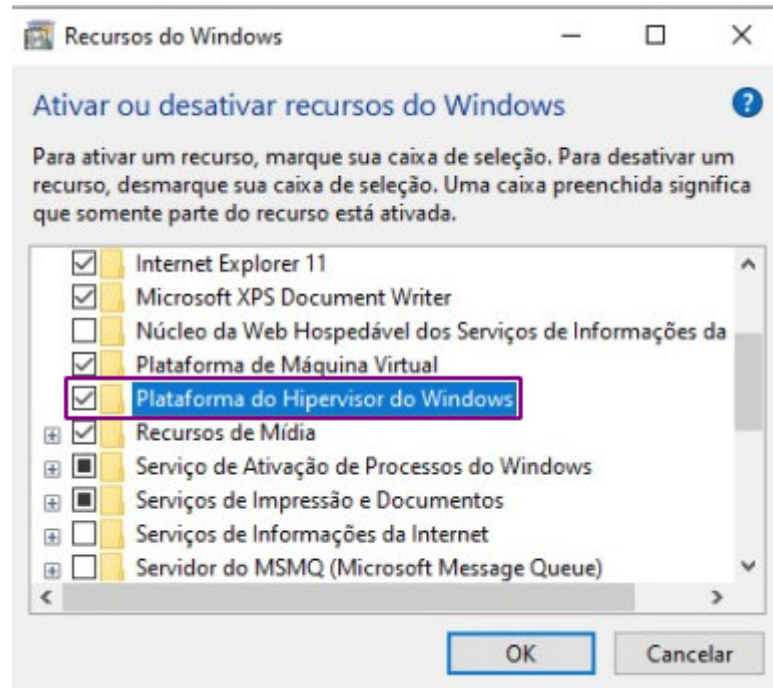 Recursos do Windows
Ativar ou desativar recursos do Windows
?
Para ativar um recurso, marque sua caixa de seleção. Para desativar um
recurso, desmarque sua caixa de seleção. Uma caixa preenchida significa
que somente parte do recurso está ativada.
Internet Explorer 11
Microsoft XPS Document Writer
Núcleo da Web Hospedável dos Serviços de Informações da
Plataforma de Máquina Virtual
Plataforma do Hipervisor do Windows
Recursos de Mídia
Serviço de Ativação de Processos do Windows
Serviços de Impressão e Documentos
Serviços de Informações da Internet
Servidor do MSMQ (Microsoft Message Queue)
OK Cancelar